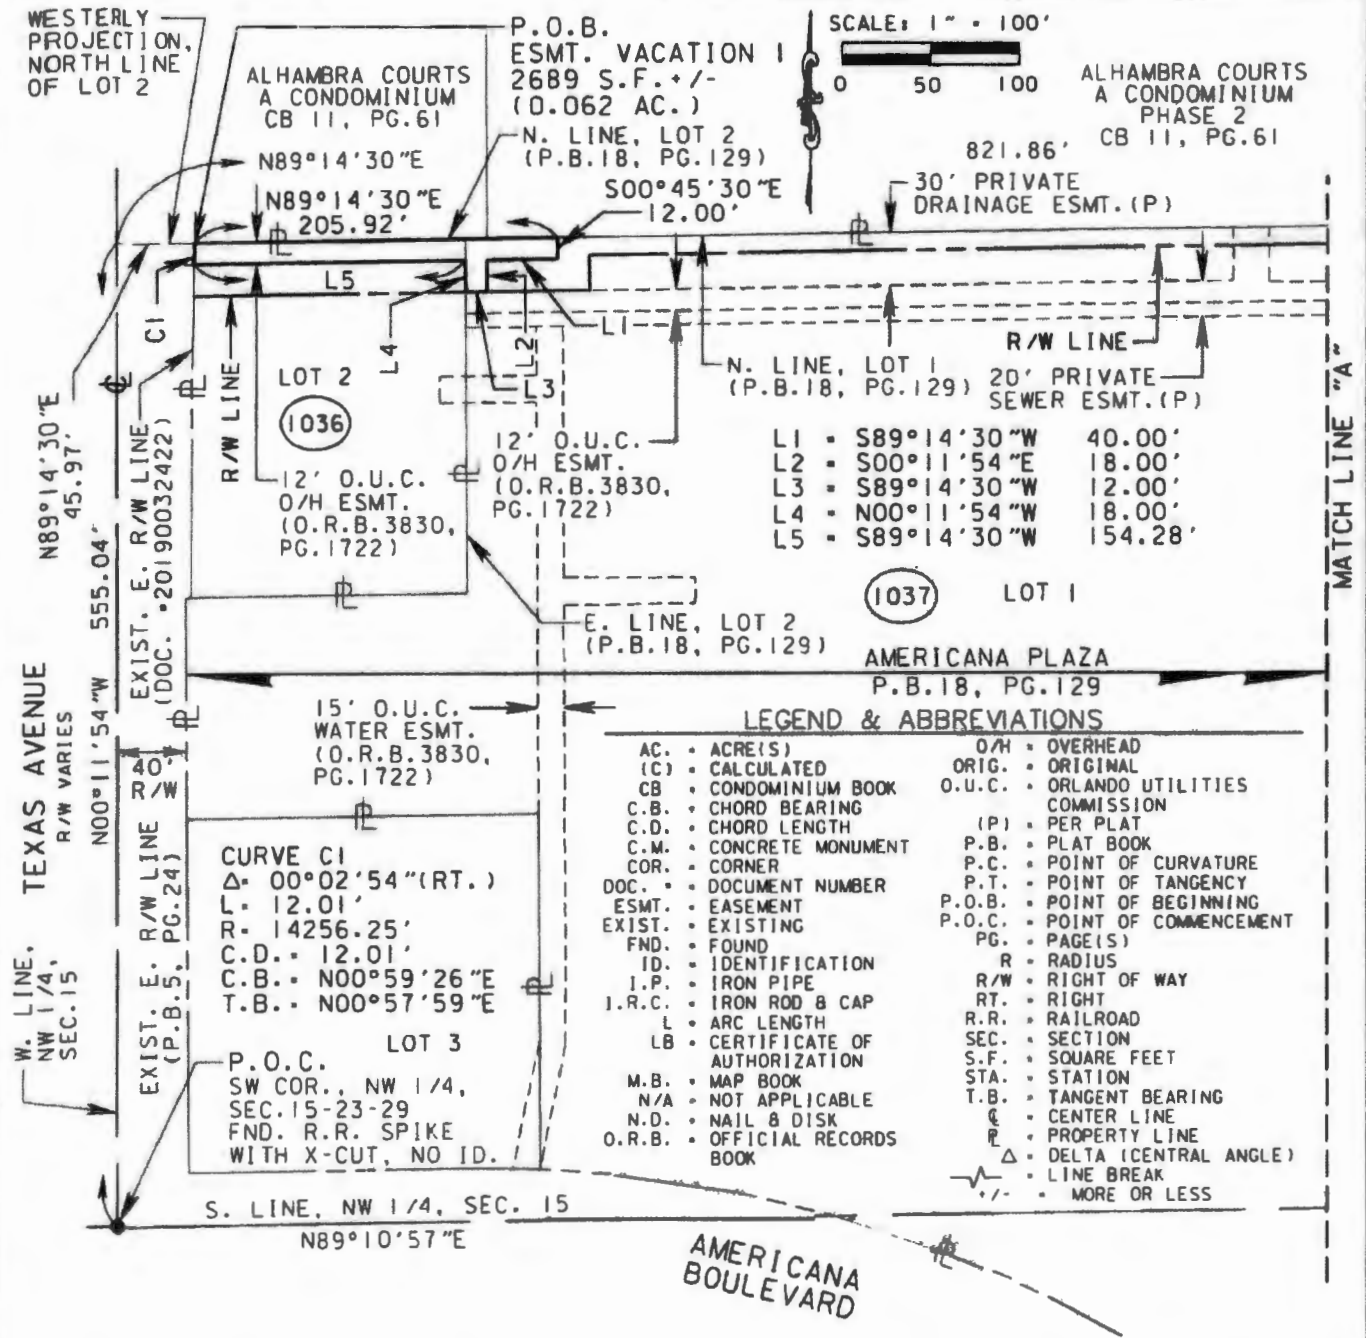 WESTERLY
PROJECTION,
NORTH LINE
OF LOT 2
ALHAMBRA COURTS
A CONDOMINIUM
CB 11, PG.61
P.O.B.
ESMT. VACATION 1
2689 S.F.+/-
(0.062 AC.)
N. LINE, LOT 2
(P.B.18, PG.129)
SCALE: 1" = 100'
0 50 100
ALHAMBRA COURTS
A CONDOMINIUM
PHASE 2
CB 11, PG.61
821.86'
30' PRIVATE
DRAINAGE ESMT.(P)
N89°14'30"E
N89°14'30"E
205.92'
S00°45'30"E
12.00'
L5
C1
L4
L2
L1
L3
R/W LINE
LOT 2
1036
12' O.U.C.
O/H ESMT.
(O.R.B.3830,
PG.1722)
12' O.U.C.
O/H ESMT.
(O.R.B.3830,
PG.1722)
N. LINE, LOT 1
(P.B.18, PG.129)
R/W LINE
20' PRIVATE
SEWER ESMT.(P)
L1 = S89°14'30"W 40.00'
L2 = S00°11'54"E 18.00'
L3 = S89°14'30"W 12.00'
L4 = N00°11'54"W 18.00'
L5 = S89°14'30"W 154.28'
1037
LOT 1
MATCH LINE "A"
E. LINE, LOT 2
(P.B.18, PG.129)
AMERICANA PLAZA
P.B.18, PG.129
N89°14'30"E
45.97'
EXIST. E. R/W LINE
(DOC. #20190032422)
N00°11'54"W 555.04'
TEXAS AVENUE
R/W VARIES
40'
R/W
EXIST. E. R/W LINE
(P.B.5, PG.24)
W. LINE,
NW 1/4,
SEC.15
15' O.U.C.
WATER ESMT.
(O.R.B.3830,
PG.1722)
CURVE C1
Δ= 00°02'54"(RT.)
L= 12.01'
R= 14256.25'
C.D.= 12.01'
C.B.= N00°59'26"E
T.B.= N00°57'59"E
LOT 3
P.O.C.
SW COR., NW 1/4,
SEC.15-23-29
FND. R.R. SPIKE
WITH X-CUT, NO ID.
S. LINE, NW 1/4, SEC. 15
N89°10'57"E
AMERICANA
BOULEVARD
LEGEND & ABBREVIATIONS
AC. = ACRE(S)
(C) = CALCULATED
CB = CONDOMINIUM BOOK
C.B. = CHORD BEARING
C.D. = CHORD LENGTH
C.M. = CONCRETE MONUMENT
COR. = CORNER
DOC. = DOCUMENT NUMBER
ESMT. = EASEMENT
EXIST. = EXISTING
FND. = FOUND
ID. = IDENTIFICATION
I.P. = IRON PIPE
I.R.C. = IRON ROD & CAP
L = ARC LENGTH
LB = CERTIFICATE OF
AUTHORIZATION
M.B. = MAP BOOK
N/A = NOT APPLICABLE
N.D. = NAIL & DISK
O.R.B. = OFFICIAL RECORDS
BOOK
O/H = OVERHEAD
ORIG. = ORIGINAL
O.U.C. = ORLANDO UTILITIES
COMMISSION
(P) = PER PLAT
P.B. = PLAT BOOK
P.C. = POINT OF CURVATURE
P.T. = POINT OF TANGENCY
P.O.B. = POINT OF BEGINNING
P.O.C. = POINT OF COMMENCEMENT
PG. = PAGE(S)
R = RADIUS
R/W = RIGHT OF WAY
RT. = RIGHT
R.R. = RAILROAD
SEC. = SECTION
S.F. = SQUARE FEET
STA. = STATION
T.B. = TANGENT BEARING
℄ = CENTER LINE
⅊ = PROPERTY LINE
Δ = DELTA (CENTRAL ANGLE)
= LINE BREAK
+/- = MORE OR LESS